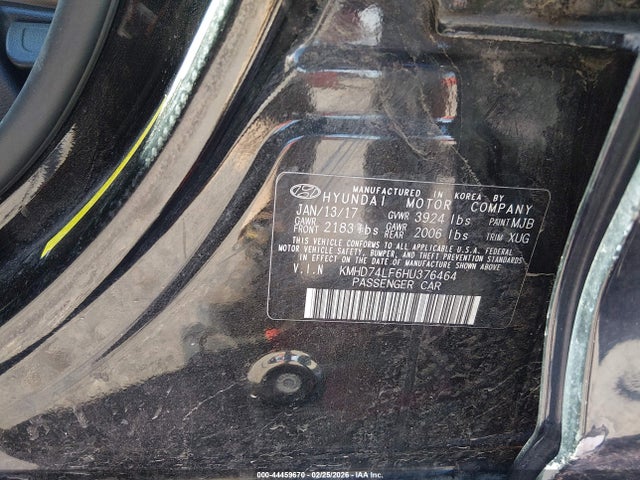 MANUFACTURED IN KOREA BY
HYUNDAI MOTOR COMPANY
JAN/13/17 GVWR 3924 lbs PAINT MJB
GAWR FRONT 2183 lbs GAWR REAR 2006 lbs TRIM XUG
THIS VEHICLE CONFORMS TO ALL APPLICABLE U.S.A. FEDERAL
MOTOR VEHICLE SAFETY, BUMPER, AND THEFT PREVENTION
STANDARDS IN EFFECT ON THE DATE OF MANUFACTURE SHOWN ABOVE.
V.I.N KMHD74LF6HU376464
PASSENGER CAR
000-44459670 - 02/25/2026 - IAA Inc.